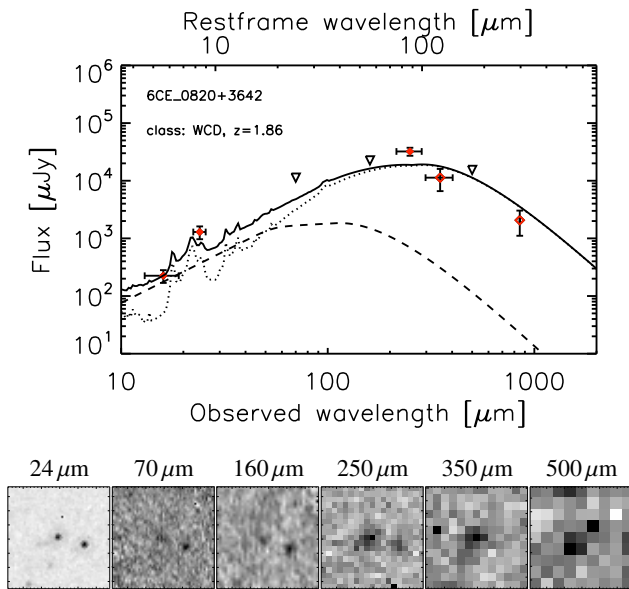 Restframe wavelength [μm]
10 100
10⁶
10⁵
10⁴
10³
10²
10¹
Flux [μJy]
6CE_0820+3642
class: WCD, z=1.86
10 100 1000
Observed wavelength [μm]
24 μm 70 μm 160 μm 250 μm 350 μm 500 μm